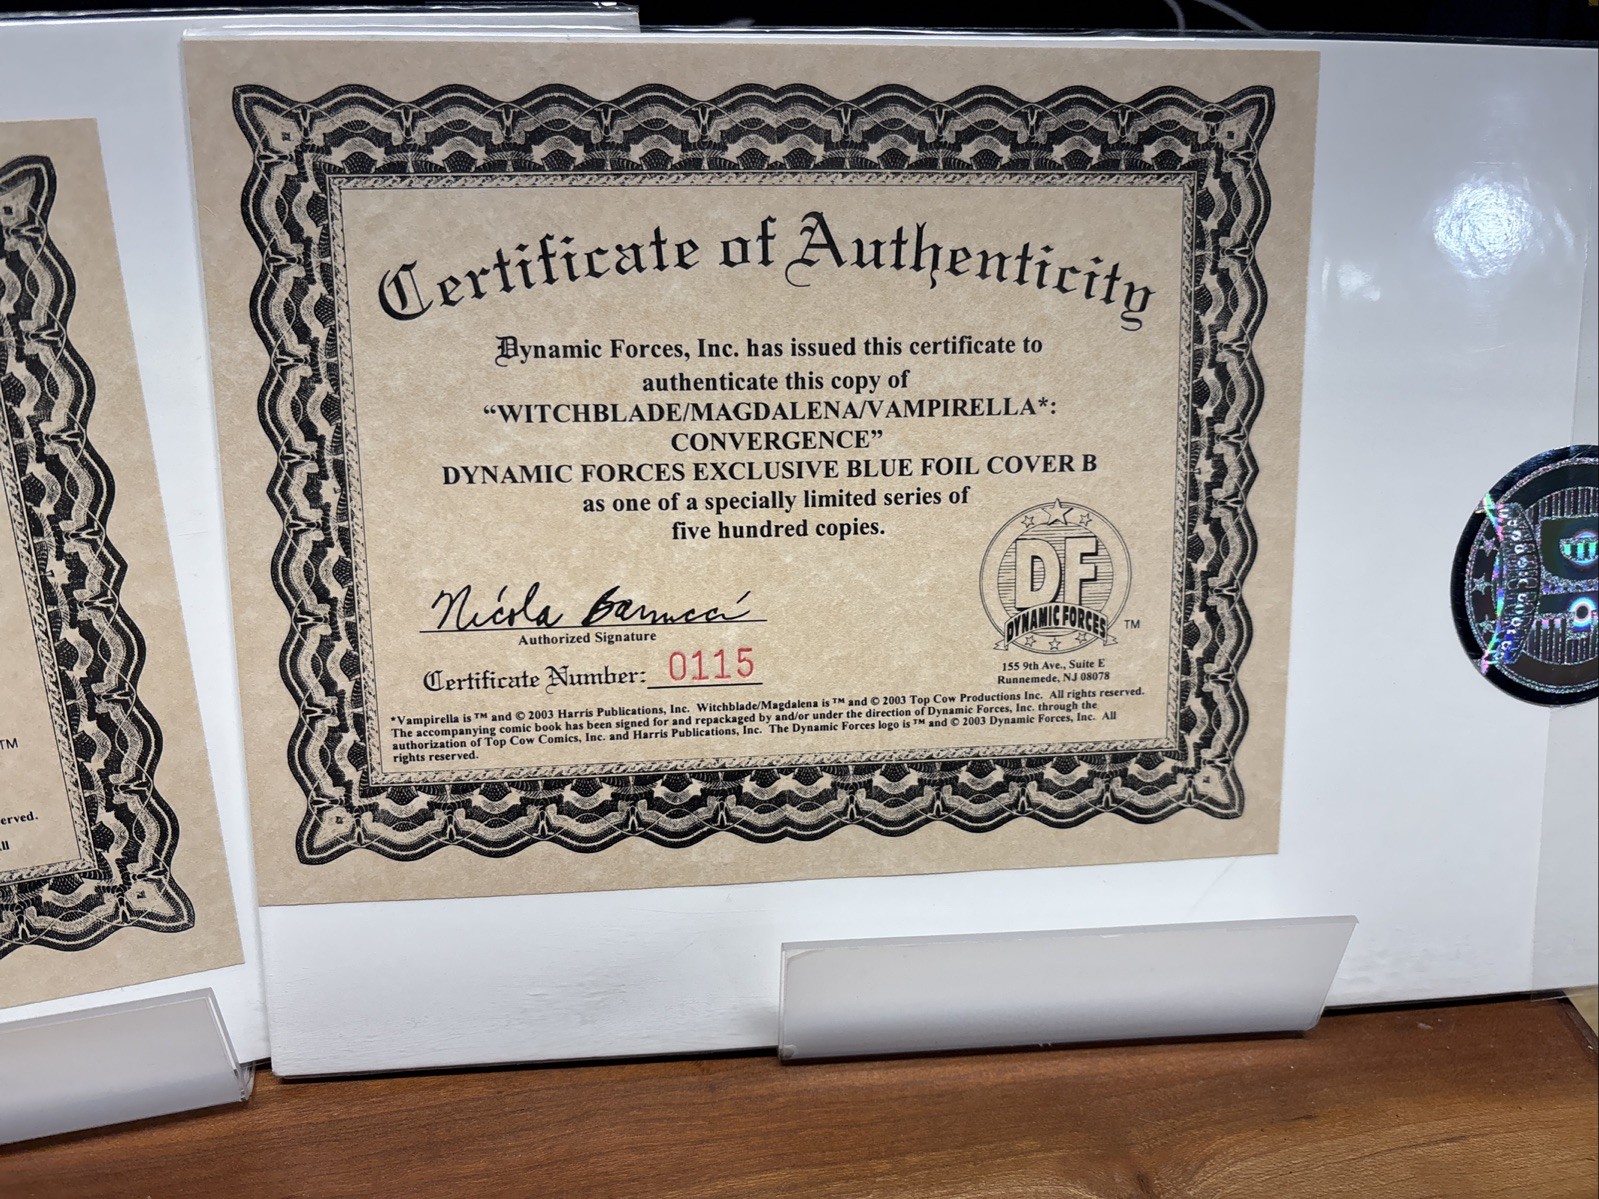 Certificate of Authenticity
Dynamic Forces, Inc. has issued this certificate to
authenticate this copy of
“WITCHBLADE/MAGDALENA/VAMPIRELLA*:
CONVERGENCE”
DYNAMIC FORCES EXCLUSIVE BLUE FOIL COVER B
as one of a specially limited series of
five hundred copies.
Nicola Barrucci
Authorized Signature
Certificate Number: 0115
DF
DYNAMIC FORCES
TM
155 9th Ave., Suite E
Runnemede, NJ 08078
*Vampirella is ™ and © 2003 Harris Publications, Inc. Witchblade/Magdalena is ™ and © 2003 Top Cow Productions Inc. All rights reserved.
The accompanying comic book has been signed for and repackaged by and/or under the direction of Dynamic Forces, Inc. through the
authorization of Top Cow Comics, Inc. and Harris Publications, Inc. The Dynamic Forces logo is ™ and © 2003 Dynamic Forces, Inc. All
rights reserved.
TM
erved.